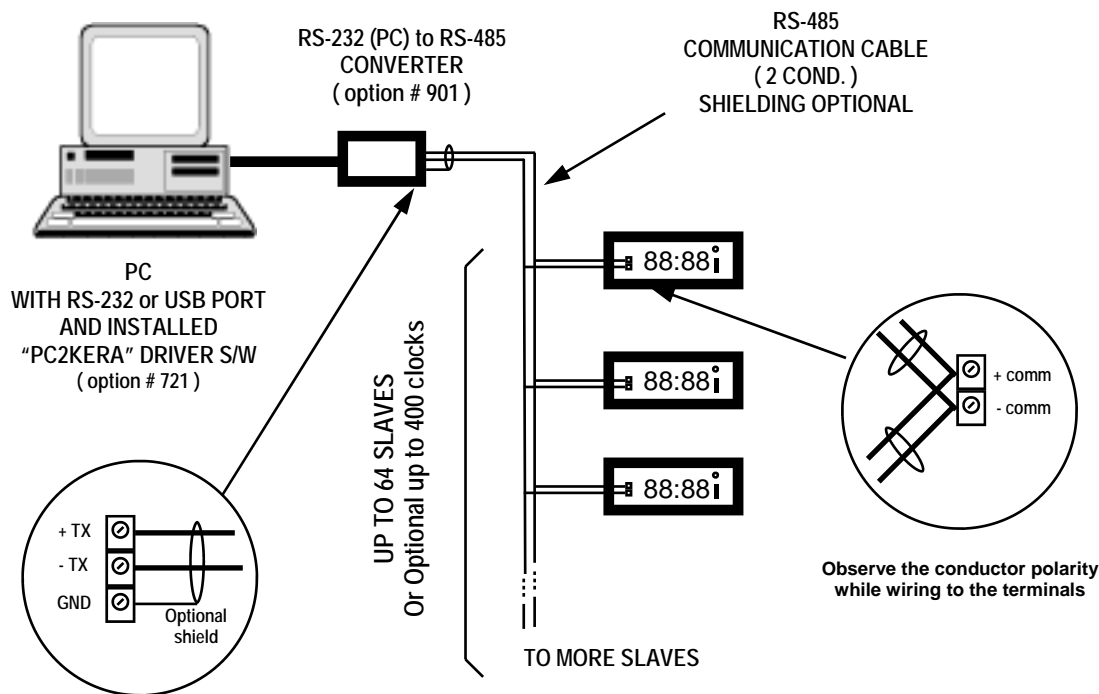 RS-232 (PC) to RS-485
CONVERTER
( option # 901 )
RS-485
COMMUNICATION CABLE
( 2 COND. )
SHIELDING OPTIONAL
PC
WITH RS-232 or USB PORT
AND INSTALLED
“PC2KERA” DRIVER S/W
( option # 721 )
88:88
88:88
88:88
UP TO 64 SLAVES
Or Optional up to 400 clocks
+ comm
- comm
Observe the conductor polarity
while wiring to the terminals
+ TX
- TX
GND
Optional
shield
TO MORE SLAVES